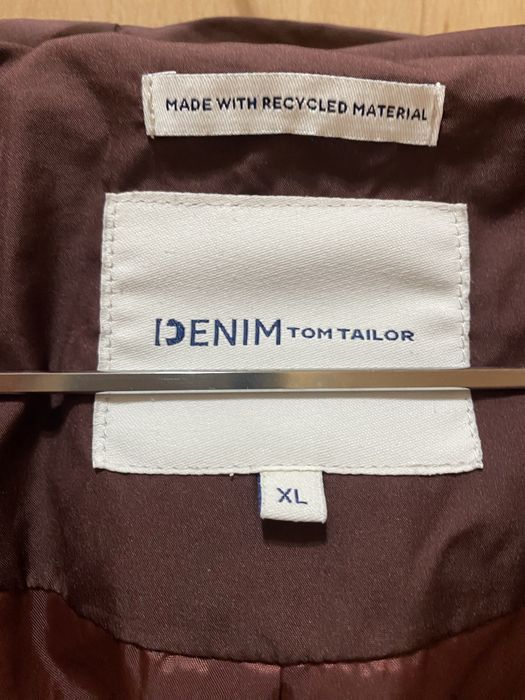 MADE WITH RECYCLED MATERIAL
DENIM TOM TAILOR
XL